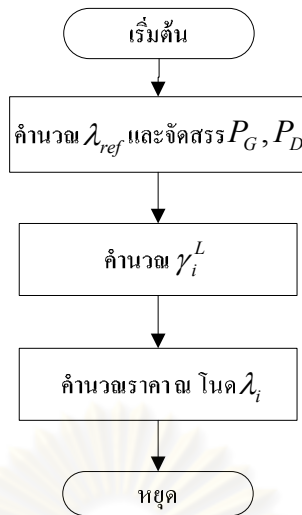 เริ่มต้น
คำนวณ λ_ref และจัดสรร P_G , P_D
คำนวณ γ_i^L
คำนวณราคา ณ โนด λ_i
หยุด